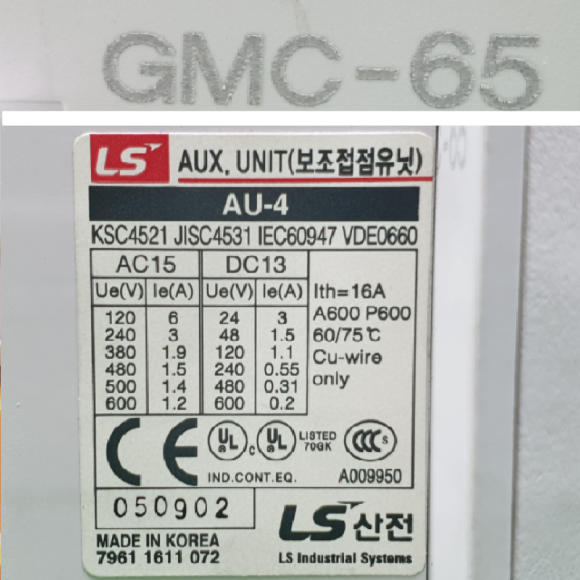 GMC-65
LS AUX. UNIT(보조접점유닛)
AU-4
KSC4521 JISC4531 IEC60947 VDE0660
AC15 DC13
Ue(V) Ie(A) Ue(V) Ie(A) Ith=16A
120 6 24 3 A600 P600
240 3 48 1.5 60/75℃
380 1.9 120 1.1 Cu-wire
480 1.5 240 0.55 only
500 1.4 480 0.31
600 1.2 600 0.2
CE UL c UL LISTED 70GK CCC S
IND.CONT.EQ. A009950
050902
LS산전
MADE IN KOREA
7961 1611 072 LS Industrial Systems